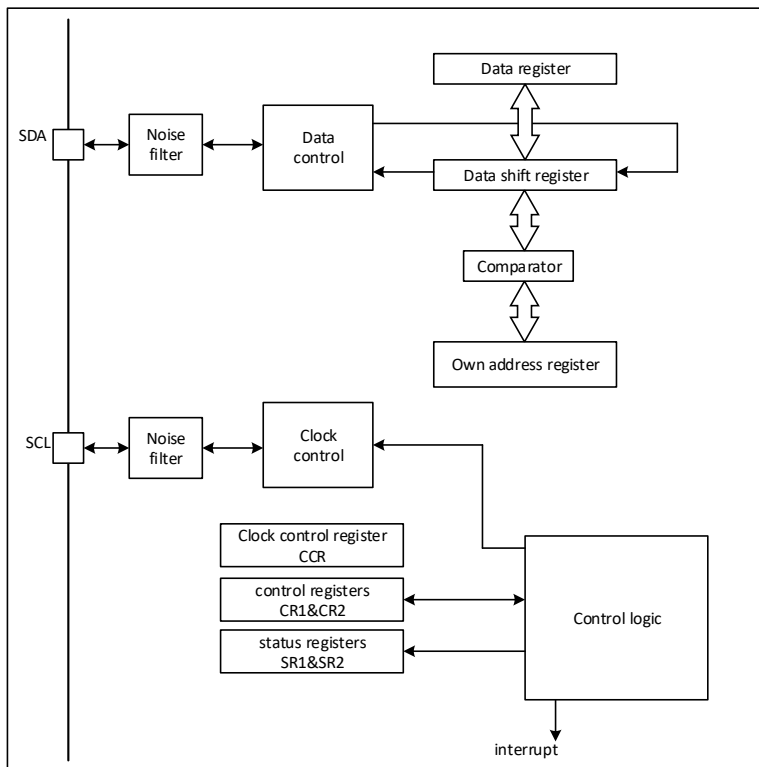 Data register
SDA
Noise
filter
Data
control
Data shift register
Comparator
Own address register
SCL
Noise
filter
Clock
control
Clock control register
CCR
control registers
CR1&CR2
status registers
SR1&SR2
Control logic
interrupt